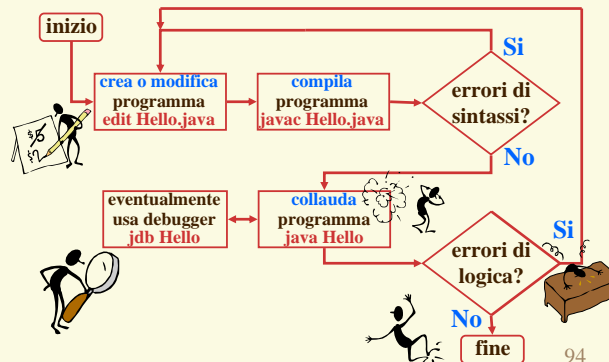 inizio
Si
crea o modifica
programma
edit Hello.java
compila
programma
javac Hello.java
errori di
sintassi?
No
eventualmente
usa debugger
jdb Hello
collauda
programma
java Hello
errori di
logica?
Si
No
fine
94